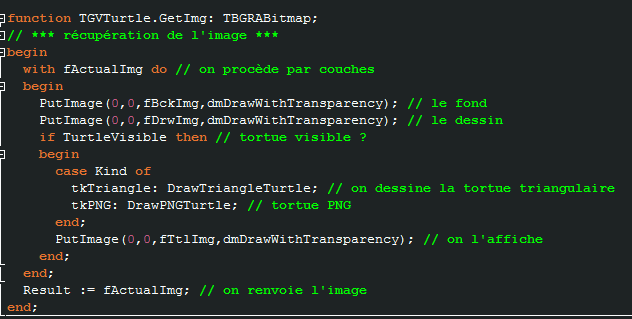 function TGVTurtle.GetImg: TBGRABitmap;
// *** récupération de l'image ***
begin
  with fActualImg do // on procède par couches
  begin
    PutImage(0,0,fBckImg,dmDrawWithTransparency); // le fond
    PutImage(0,0,fDrwImg,dmDrawWithTransparency); // le dessin
    if TurtleVisible then // tortue visible ?
    begin
      case Kind of
        tkTriangle: DrawTriangleTurtle; // on dessine la tortue triangulaire
        tkPNG: DrawPNGTurtle; // tortue PNG
      end;
      PutImage(0,0,fTtlImg,dmDrawWithTransparency); // on l'affiche
    end;
  end;
  Result := fActualImg; // on renvoie l'image
end;